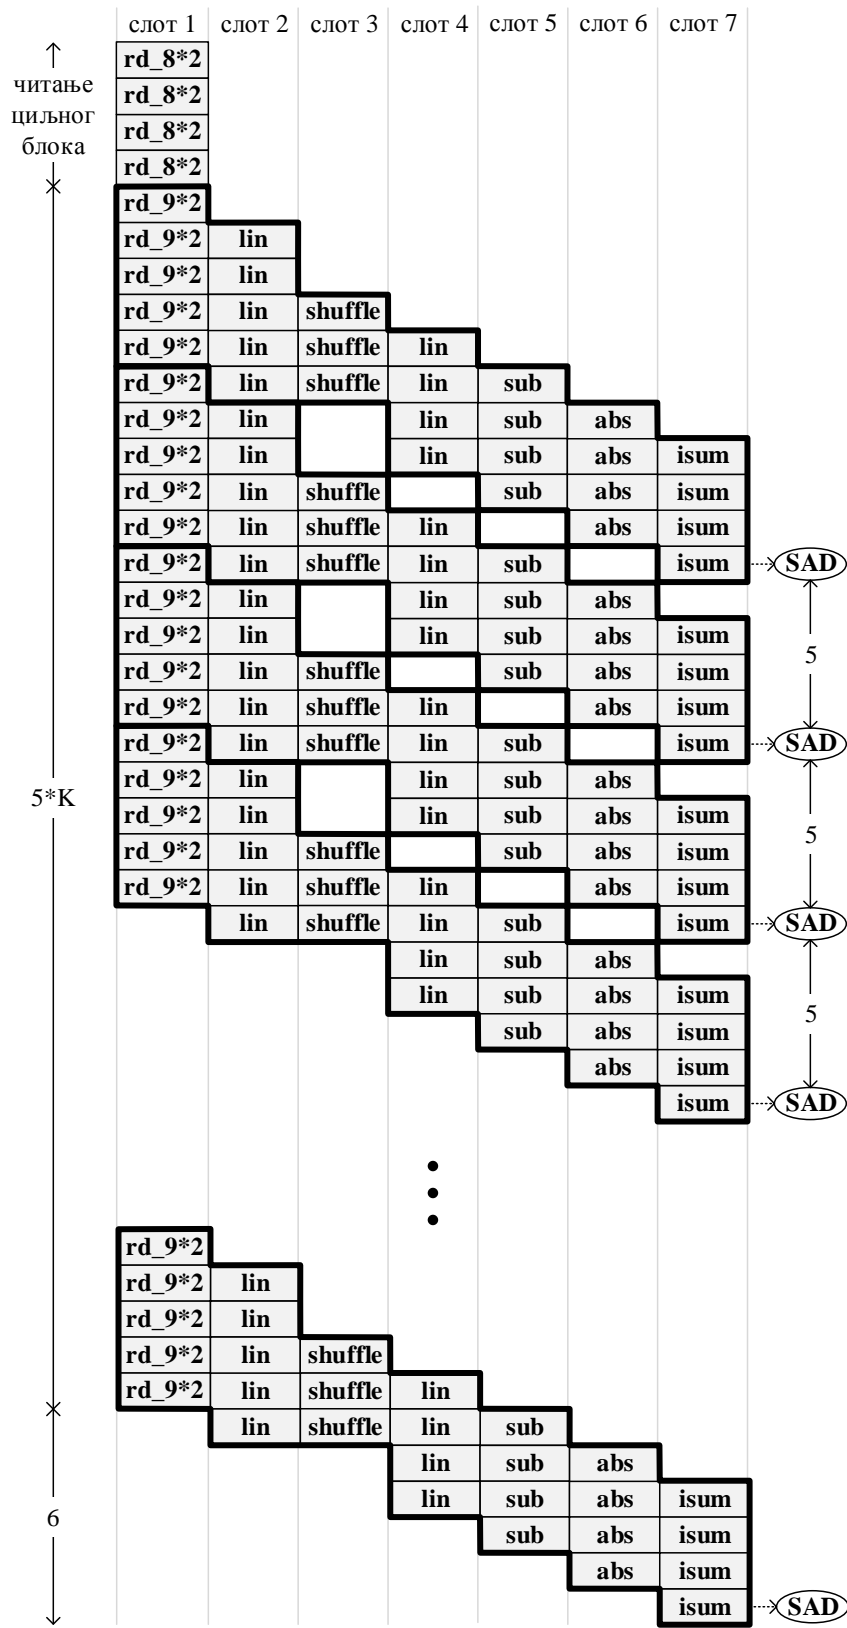 слот 1 слот 2 слот 3 слот 4 слот 5 слот 6 слот 7
rd_8*2
читање
rd_8*2
циљног
rd_8*2
блока
rd_8*2
rd_9*2
rd_9*2 lin
rd_9*2 lin
rd_9*2 lin shuffle
rd_9*2 lin shuffle lin
rd_9*2 lin shuffle lin sub
rd_9*2 lin lin sub abs
rd_9*2 lin lin sub abs isum
rd_9*2 lin shuffle sub abs isum
rd_9*2 lin shuffle lin abs isum
rd_9*2 lin shuffle lin sub isum SAD
rd_9*2 lin lin sub abs
rd_9*2 lin lin sub abs isum
5
rd_9*2 lin shuffle sub abs isum
rd_9*2 lin shuffle lin abs isum
rd_9*2 lin shuffle lin sub isum SAD
rd_9*2 lin lin sub abs
5*K
rd_9*2 lin lin sub abs isum
5
rd_9*2 lin shuffle sub abs isum
rd_9*2 lin shuffle lin abs isum
lin shuffle lin sub isum SAD
lin sub abs
lin sub abs isum
5
sub abs isum
abs isum
isum SAD
rd_9*2
rd_9*2 lin
rd_9*2 lin
rd_9*2 lin shuffle
rd_9*2 lin shuffle lin
lin shuffle lin sub
lin sub abs
lin sub abs isum
6
sub abs isum
abs isum
isum SAD